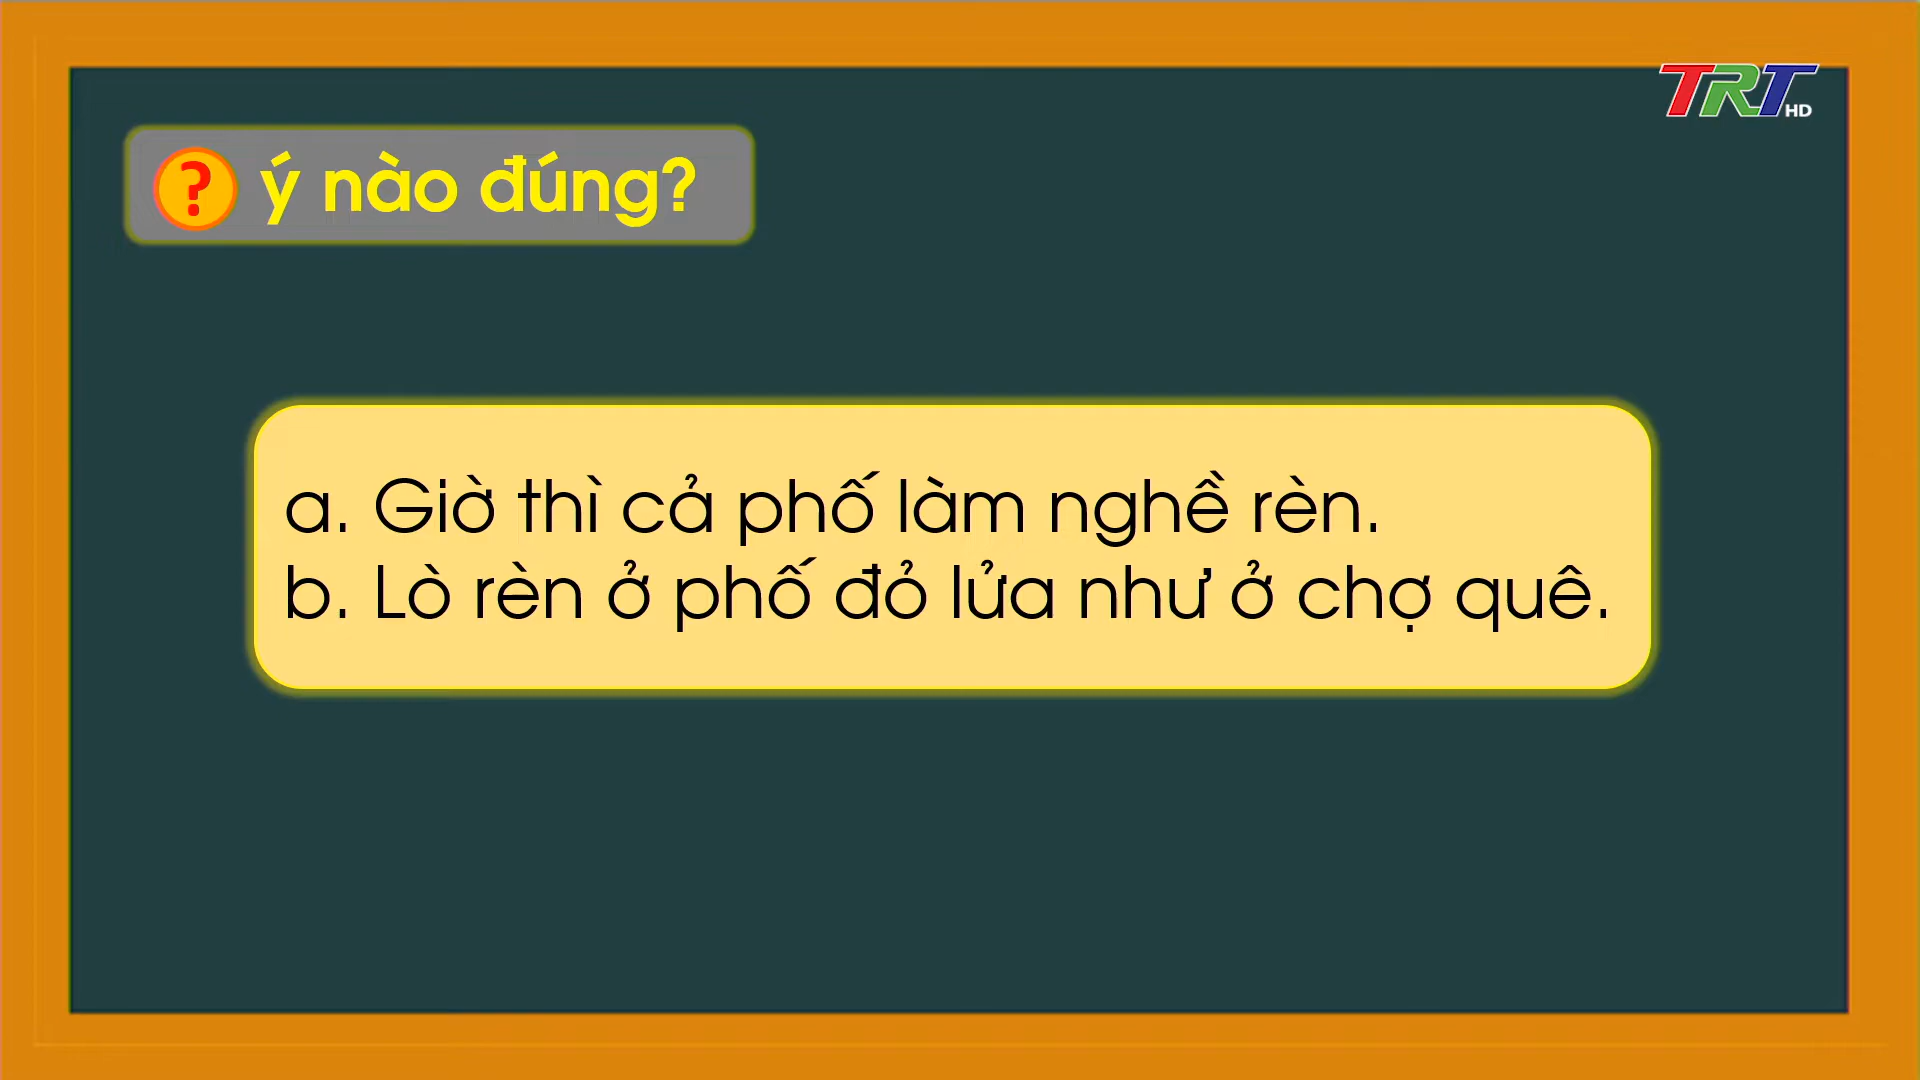 TRT HD
? ý nào đúng?
a. Giờ thì cả phố làm nghề rèn.
b. Lò rèn ở phố đỏ lửa như ở chợ quê.